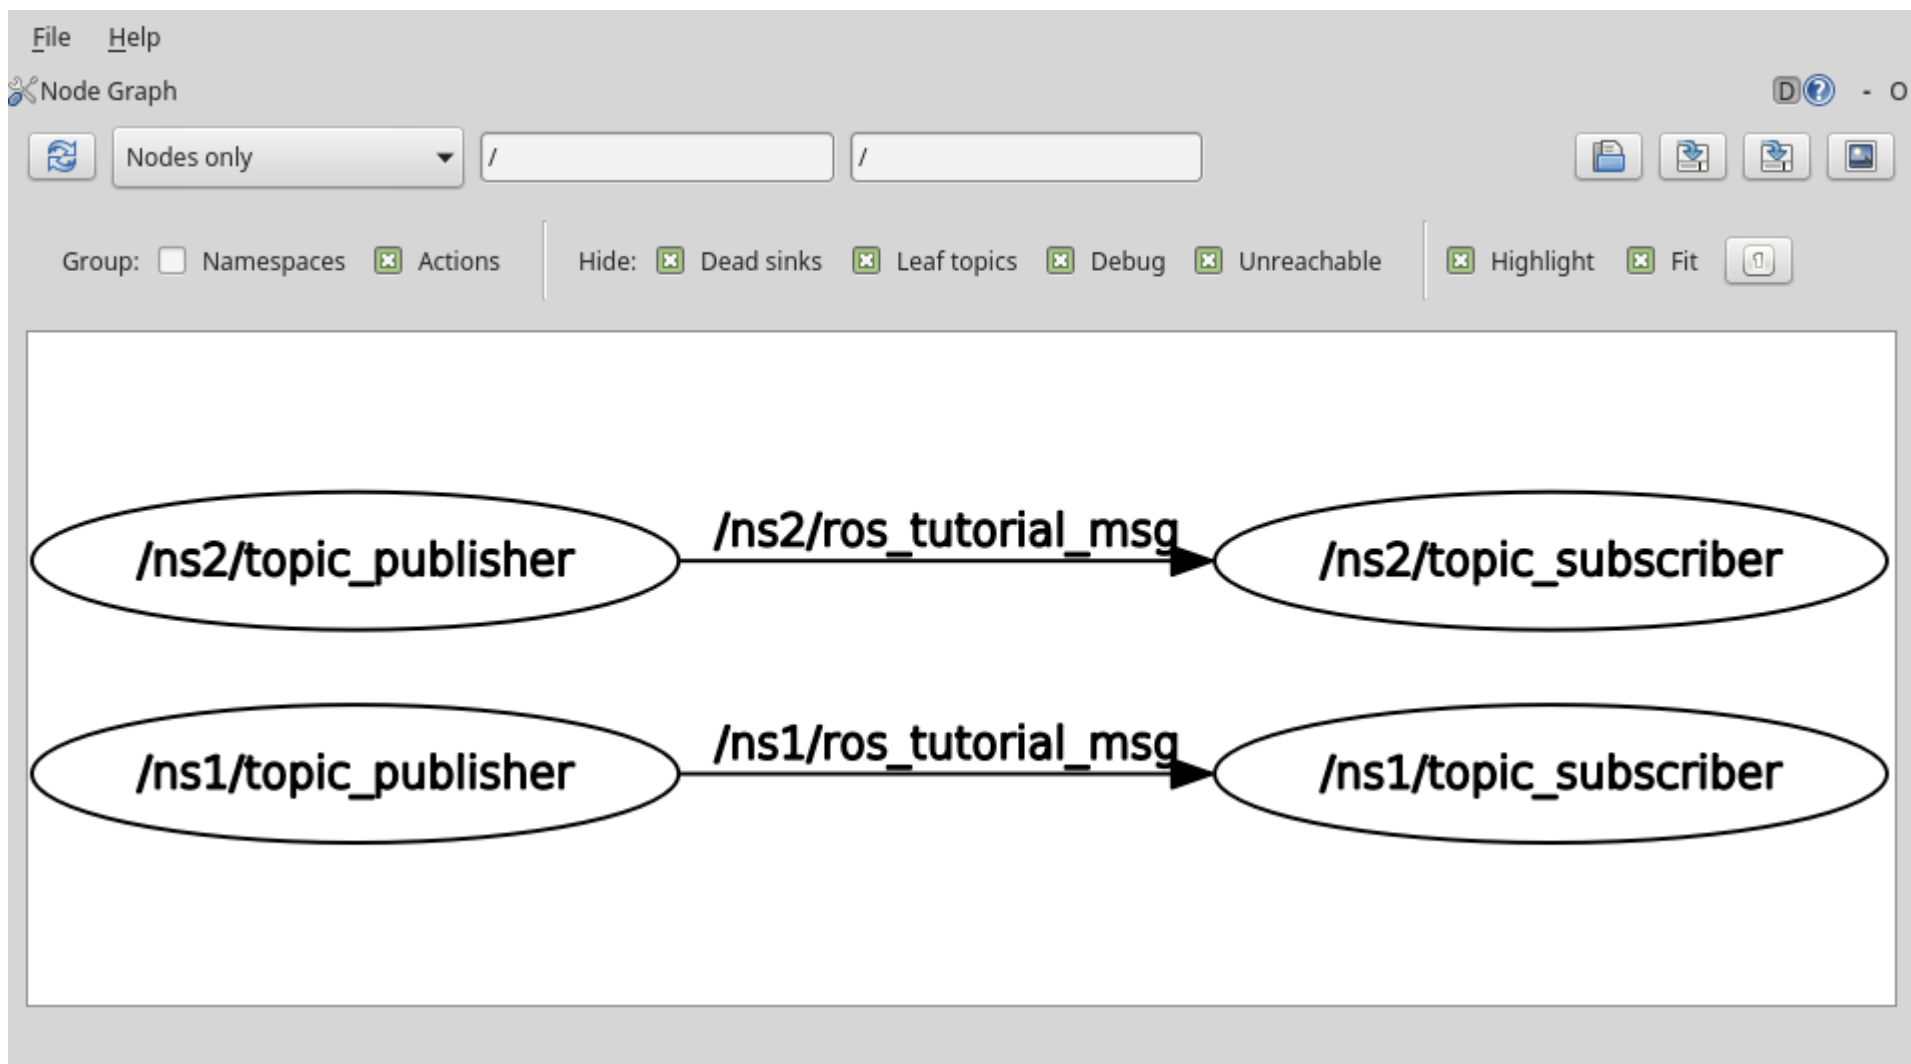 File Help
Node Graph D ? - O
Nodes only / /
Group: Namespaces Actions Hide: Dead sinks Leaf topics Debug Unreachable Highlight Fit
/ns2/topic_publisher /ns2/ros_tutorial_msg /ns2/topic_subscriber
/ns1/topic_publisher /ns1/ros_tutorial_msg /ns1/topic_subscriber